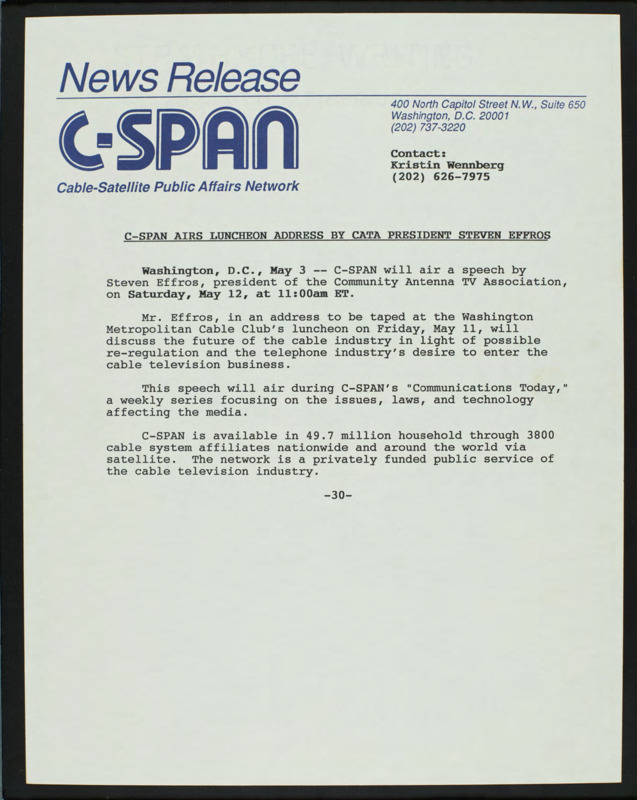 News Release
C-SPAN
Cable-Satellite Public Affairs Network
400 North Capitol Street N.W., Suite 650
Washington, D.C. 20001
(202) 737-3220
Contact:
Kristin Wennberg
(202) 626-7975
C-SPAN AIRS LUNCHEON ADDRESS BY CATA PRESIDENT STEVEN EFFROS
Washington, D.C., May 3 -- C-SPAN will air a speech by
Steven Effros, president of the Community Antenna TV Association,
on Saturday, May 12, at 11:00am ET.
Mr. Effros, in an address to be taped at the Washington
Metropolitan Cable Club's luncheon on Friday, May 11, will
discuss the future of the cable industry in light of possible
re-regulation and the telephone industry's desire to enter the
cable television business.
This speech will air during C-SPAN's "Communications Today,"
a weekly series focusing on the issues, laws, and technology
affecting the media.
C-SPAN is available in 49.7 million household through 3800
cable system affiliates nationwide and around the world via
satellite. The network is a privately funded public service of
the cable television industry.
-30-